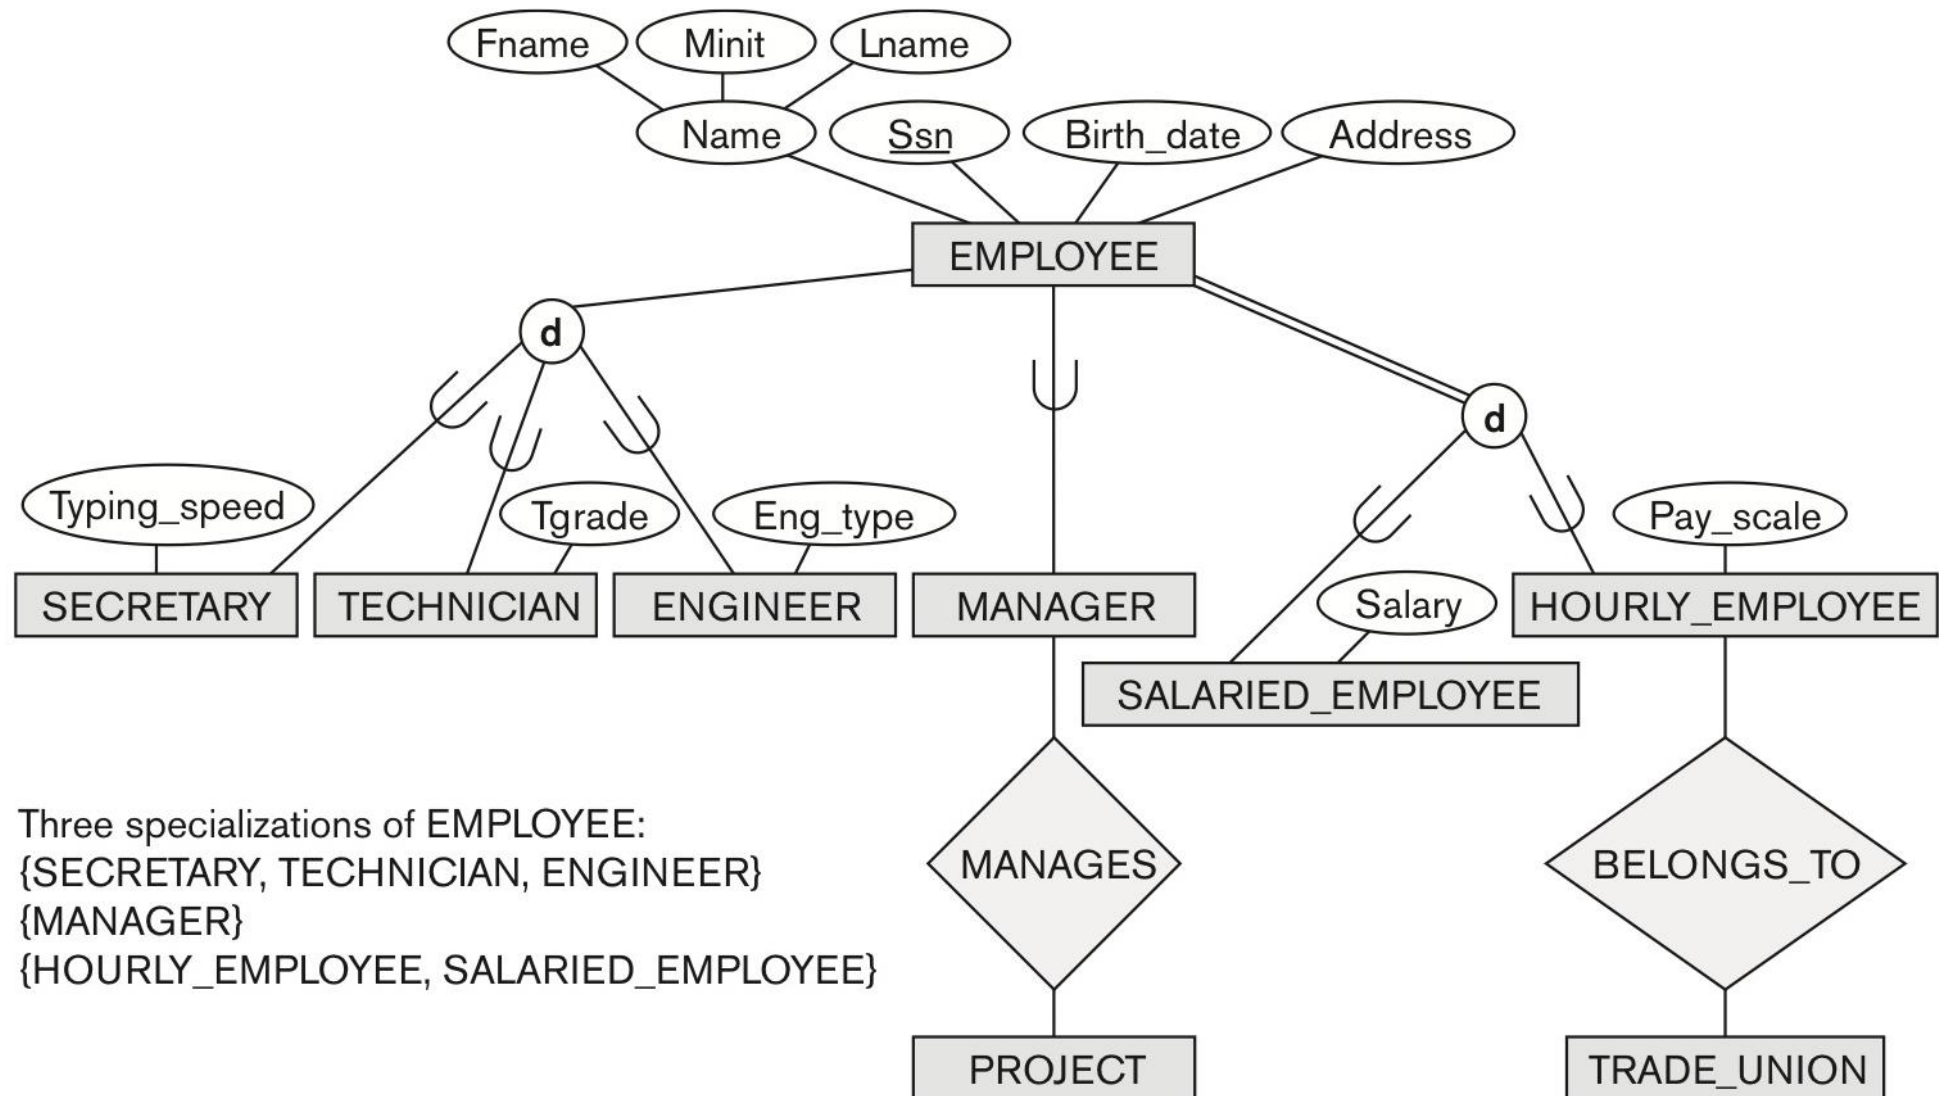 Fname
Minit
Lname
Name
Ssn
Birth_date
Address
EMPLOYEE
d
d
Typing_speed
Tgrade
Eng_type
Pay_scale
SECRETARY
TECHNICIAN
ENGINEER
MANAGER
Salary
HOURLY_EMPLOYEE
SALARIED_EMPLOYEE
Three specializations of EMPLOYEE:
{SECRETARY, TECHNICIAN, ENGINEER}
{MANAGER}
{HOURLY_EMPLOYEE, SALARIED_EMPLOYEE}
MANAGES
BELONGS_TO
PROJECT
TRADE_UNION